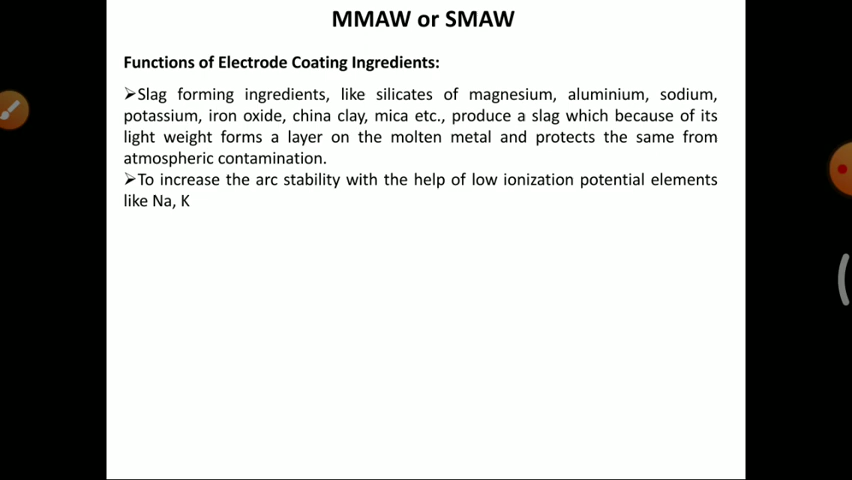 MMAW or SMAW
Functions of Electrode Coating Ingredients:
➢Slag forming ingredients, like silicates of magnesium, aluminium, sodium,
potassium, iron oxide, china clay, mica etc., produce a slag which because of its
light weight forms a layer on the molten metal and protects the same from
atmospheric contamination.
➢To increase the arc stability with the help of low ionization potential elements
like Na, K